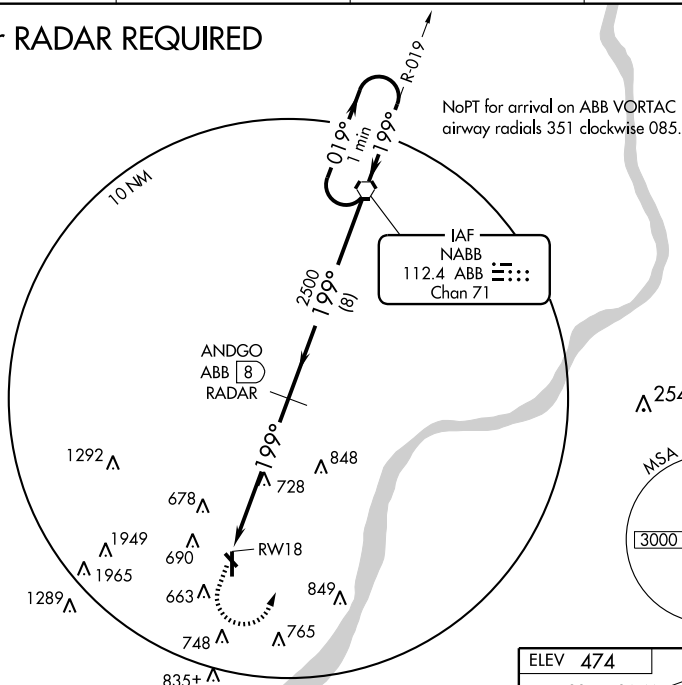 RADAR REQUIRED
R-019
NoPT for arrival on ABB VORTAC
airway radials 351 clockwise 085.
019°
1 min
199°
10 NM
IAF
NABB
112.4 ABB
Chan 71
2500
199°
(8)
ANDGO
ABB 8
RADAR
254
199°
MSA
1292
848
728
678
3000
1949
690
RW18
1965
663
849
1289
748
765
835±
ELEV 474